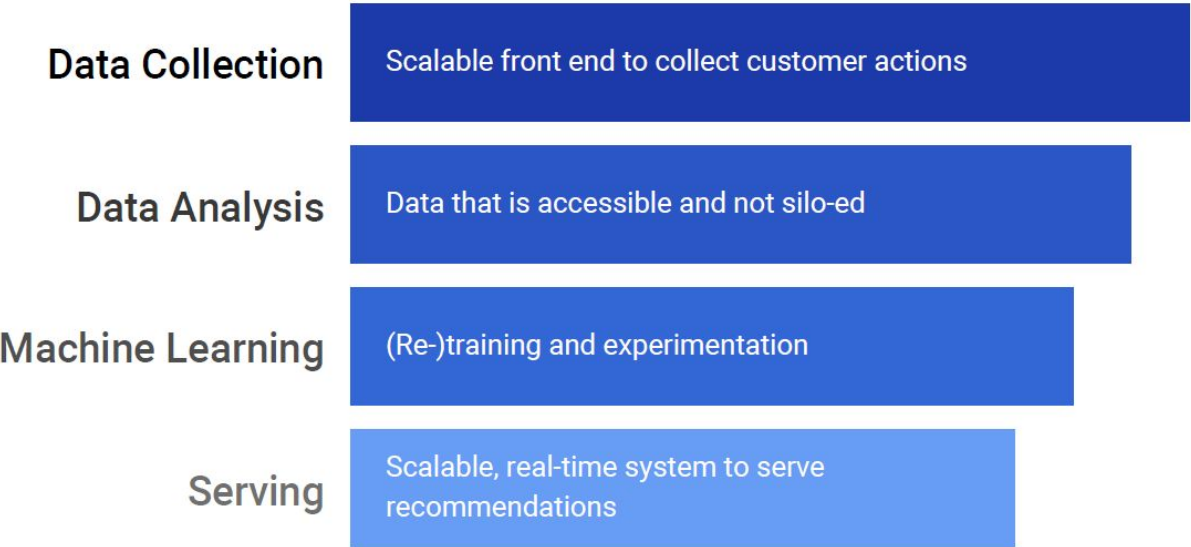 Data Collection
Scalable front end to collect customer actions
Data Analysis
Data that is accessible and not silo-ed
Machine Learning
(Re-)training and experimentation
Serving
Scalable, real-time system to serve
recommendations